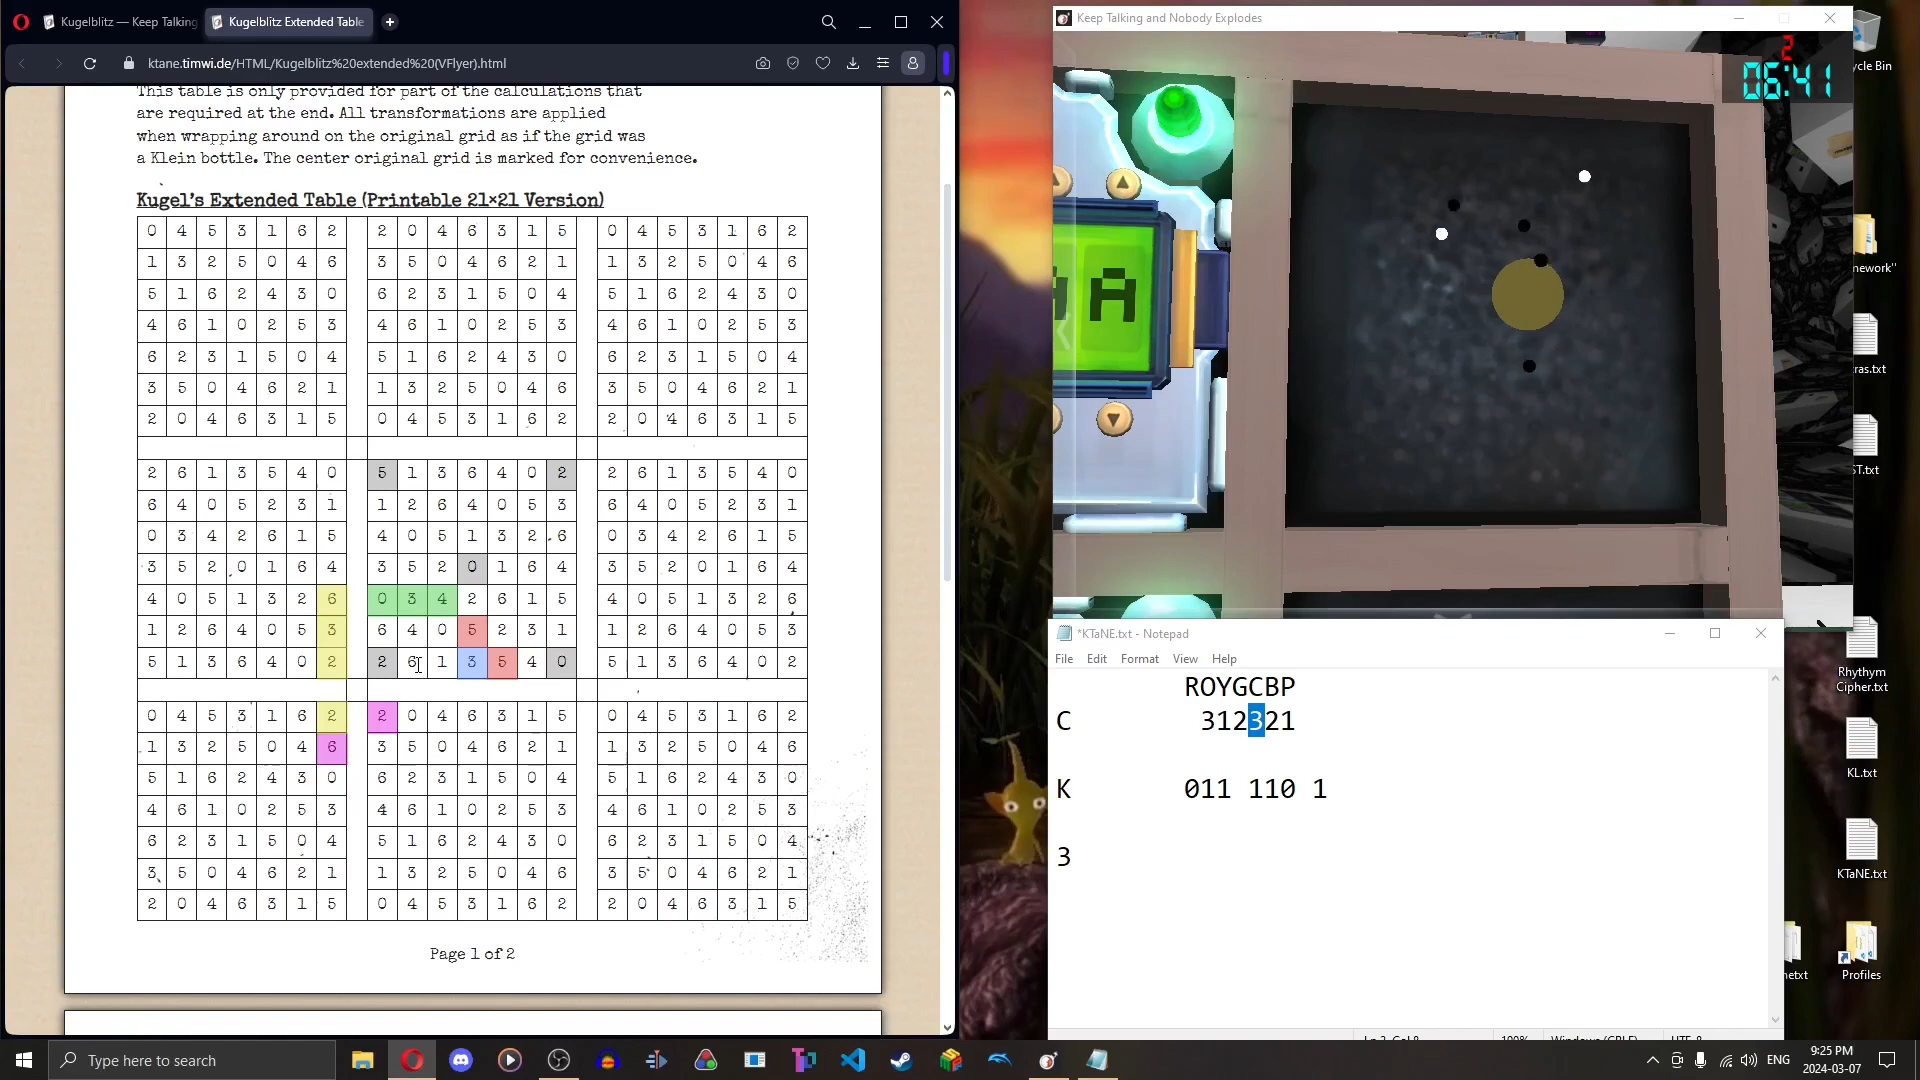 Kugelblitz — Keep Talking
Kugelblitz Extended Table
ktane.timwi.de/HTML/Kugelblitz%20extended%20(VFlyer).html
This table is only provided for part of the calculations that
are required at the end. All transformations are applied
when wrapping around on the original grid as if the grid was
a Klein bottle. The center original grid is marked for convenience.
Kugel's Extended Table (Printable 21×21 Version)
0 4 5 3 1 6 2 2 0 4 6 3 1 5 0 4 5 3 1 6 2
1 3 2 5 0 4 6 3 5 0 4 6 2 1 1 3 2 5 0 4 6
5 1 6 2 4 3 0 6 2 3 1 5 0 4 5 1 6 2 4 3 0
4 6 1 0 2 5 3 4 6 1 0 2 5 3 4 6 1 0 2 5 3
6 2 3 1 5 0 4 5 1 6 2 4 3 0 6 2 3 1 5 0 4
3 5 0 4 6 2 1 1 3 2 5 0 4 6 3 5 0 4 6 2 1
2 0 4 6 3 1 5 0 4 5 3 1 6 2 2 0 4 6 3 1 5
2 6 1 3 5 4 0 5 1 3 6 4 0 2 2 6 1 3 5 4 0
6 4 0 5 2 3 1 1 2 6 4 0 5 3 6 4 0 5 2 3 1
0 3 4 2 6 1 5 4 0 5 1 3 2 6 0 3 4 2 6 1 5
3 5 2 0 1 6 4 3 5 2 0 1 6 4 3 5 2 0 1 6 4
4 0 5 1 3 2 6 0 3 4 2 6 1 5 4 0 5 1 3 2 6
1 2 6 4 0 5 3 6 4 0 5 2 3 1 1 2 6 4 0 5 3
5 1 3 6 4 0 2 2 6 1 3 5 4 0 5 1 3 6 4 0 2
0 4 5 3 1 6 2 2 0 4 6 3 1 5 0 4 5 3 1 6 2
1 3 2 5 0 4 6 3 5 0 4 6 2 1 1 3 2 5 0 4 6
5 1 6 2 4 3 0 6 2 3 1 5 0 4 5 1 6 2 4 3 0
4 6 1 0 2 5 3 4 6 1 0 2 5 3 4 6 1 0 2 5 3
6 2 3 1 5 0 4 5 1 6 2 4 3 0 6 2 3 1 5 0 4
3 5 0 4 6 2 1 1 3 2 5 0 4 6 3 5 0 4 6 2 1
2 0 4 6 3 1 5 0 4 5 3 1 6 2 2 0 4 6 3 1 5
Page 1 of 2
Keep Talking and Nobody Explodes
2
06:41
A
*KTaNE.txt - Notepad
File Edit Format View Help
ROYGCBP
C 312321
K 011 110 1
3
100%
Rhythym
Cipher.txt
KL.txt
KTaNE.txt
Profiles
Type here to search
ENG
9:25 PM
2024-03-07